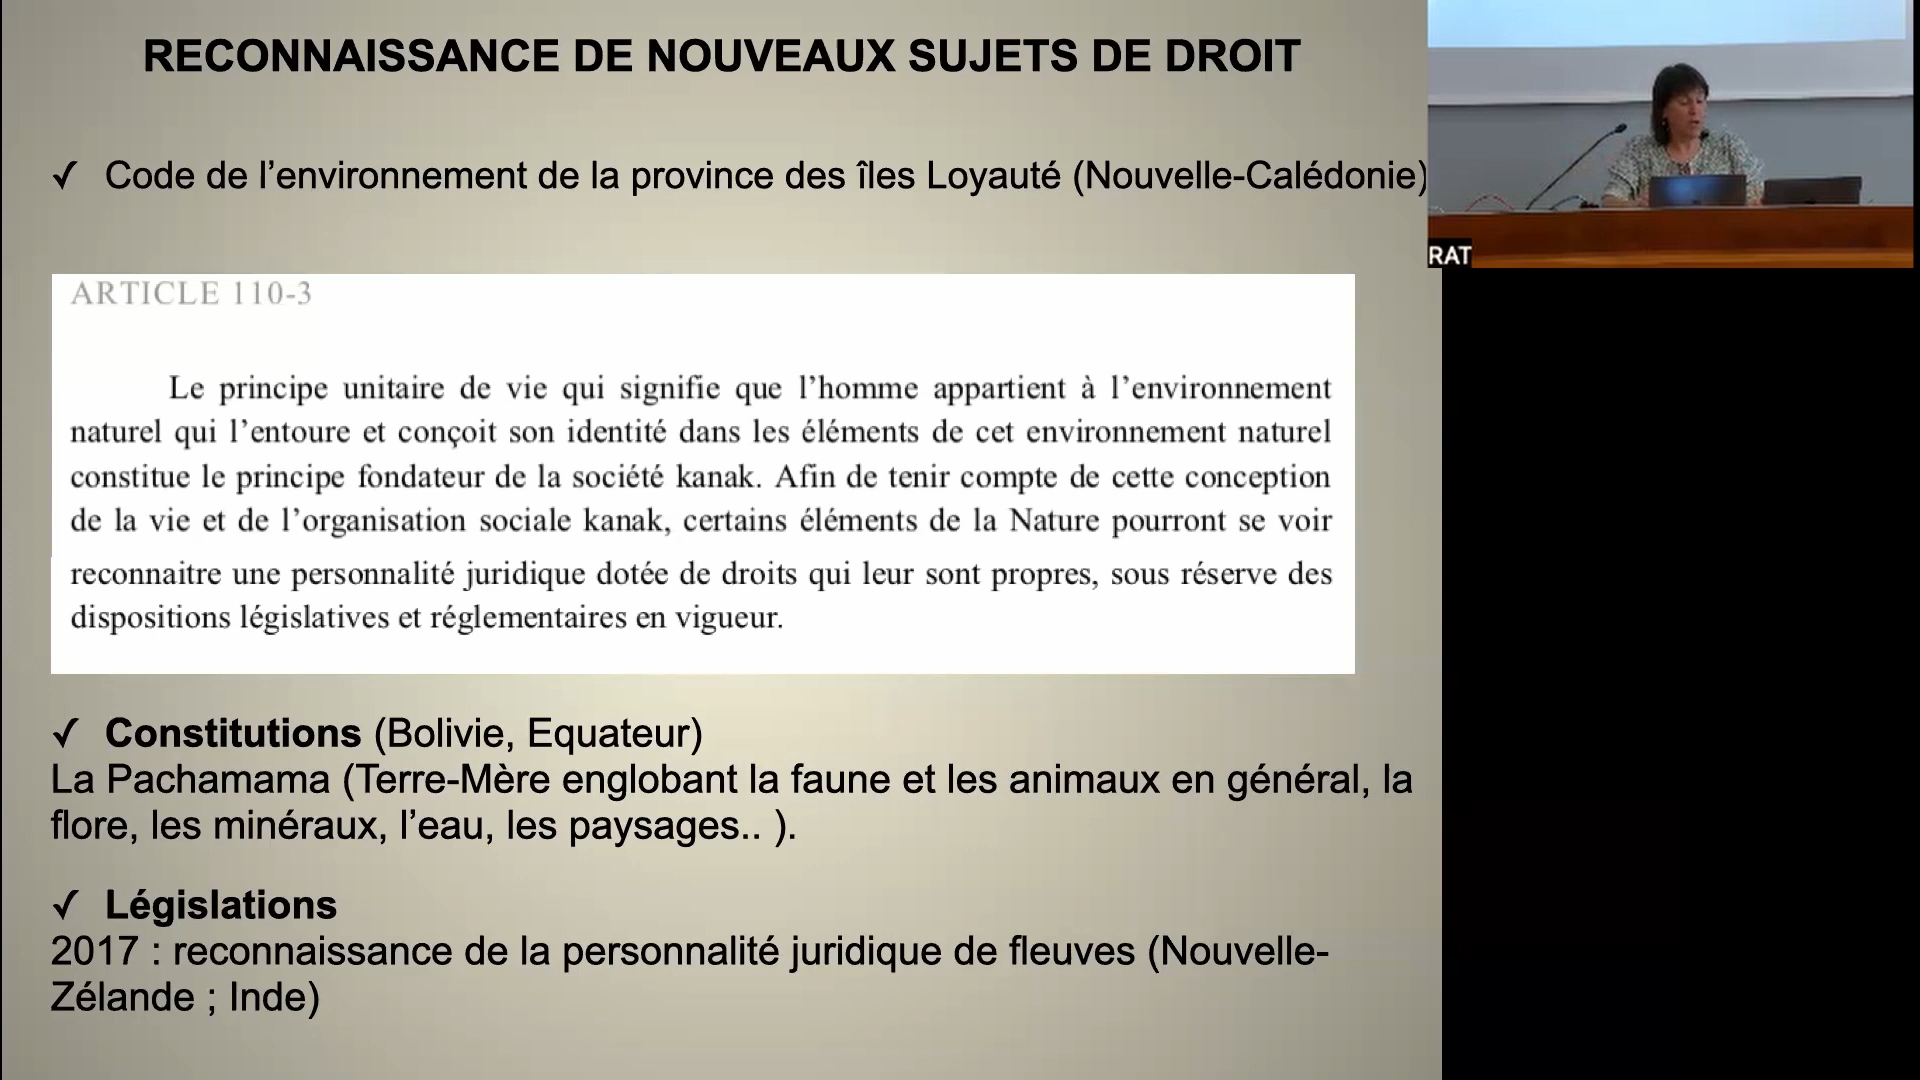 RECONNAISSANCE DE NOUVEAUX SUJETS DE DROIT
✓ Code de l’environnement de la province des îles Loyauté (Nouvelle-Calédonie)
RAT
ARTICLE 110-3
Le principe unitaire de vie qui signifie que l’homme appartient à l’environnement
naturel qui l’entoure et conçoit son identité dans les éléments de cet environnement naturel
constitue le principe fondateur de la société kanak. Afin de tenir compte de cette conception
de la vie et de l’organisation sociale kanak, certains éléments de la Nature pourront se voir
reconnaitre une personnalité juridique dotée de droits qui leur sont propres, sous réserve des
dispositions législatives et réglementaires en vigueur.
✓ Constitutions (Bolivie, Equateur)
La Pachamama (Terre-Mère englobant la faune et les animaux en général, la
flore, les minéraux, l’eau, les paysages.. ).
✓ Législations
2017 : reconnaissance de la personnalité juridique de fleuves (Nouvelle-
Zélande ; Inde)